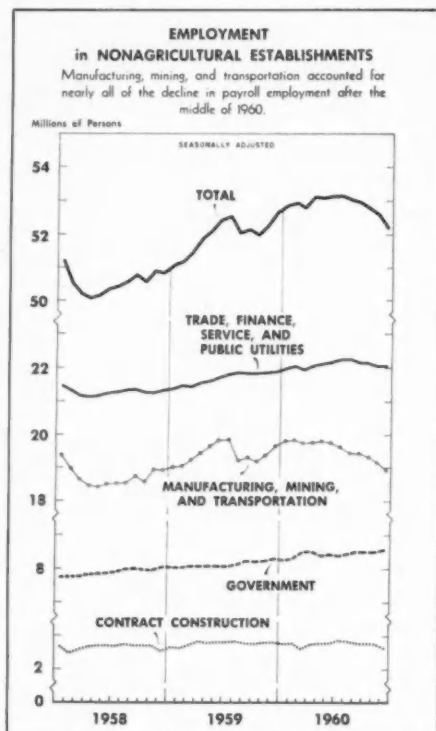 EMPLOYMENT
in NONAGRICULTURAL ESTABLISHMENTS
Manufacturing, mining, and transportation accounted for
nearly all of the decline in payroll employment after the
middle of 1960.
Millions of Persons
SEASONALLY ADJUSTED
54
TOTAL
52
50
TRADE, FINANCE,
SERVICE, AND
PUBLIC UTILITIES
22
20
MANUFACTURING, MINING,
AND TRANSPORTATION
18
8
GOVERNMENT
CONTRACT CONSTRUCTION
2
0
1958 1959 1960